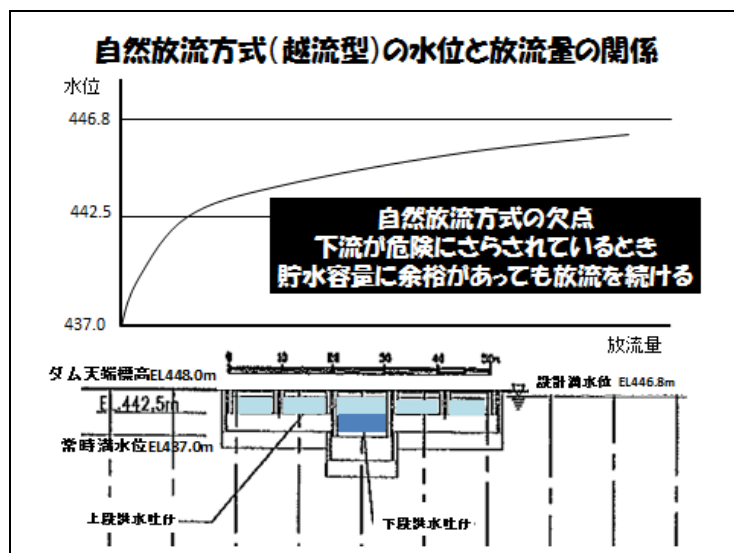 自然放流方式(越流型)の水位と放流量の関係
水位
446.8
442.5
自然放流方式の欠点
下流が危険にさらされているとき
貯水容量に余裕があっても放流を続ける
437.0
放流量
0 10 20 30 40 50m
ダム天端標高EL448.0m
設計満水位 EL446.8m
EL.442.5m
常時満水位EL437.0m
上段洪水吐け
下段洪水吐け